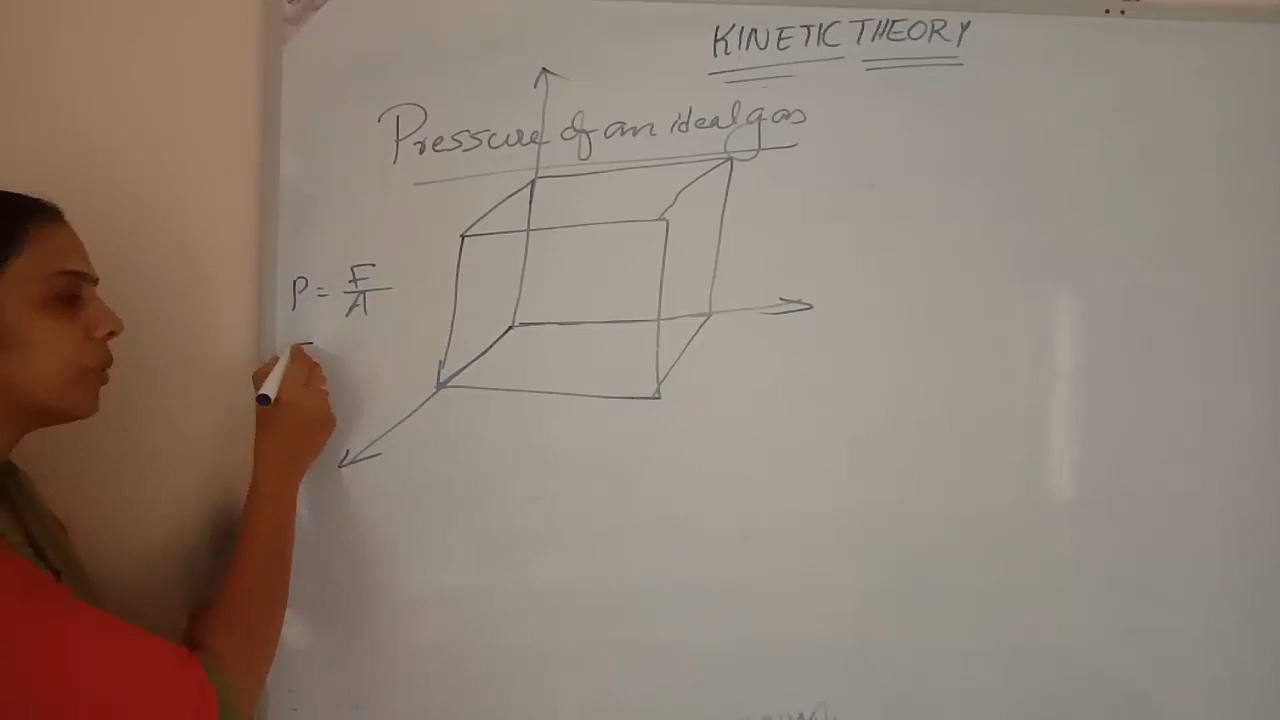 KINETIC THEORY
Pressure of an ideal gas
P = F/A